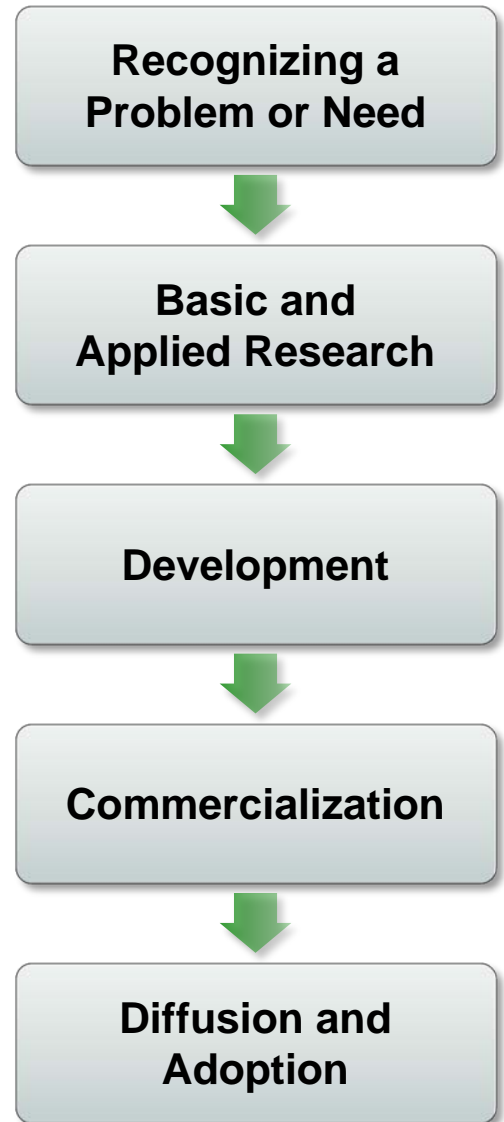 Recognizing a
Problem or Need
Basic and
Applied Research
Development
Commercialization
Diffusion and
Adoption